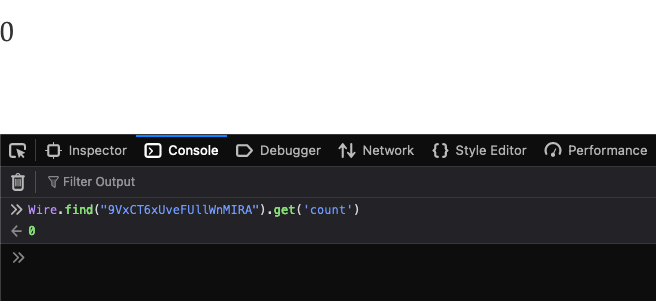 0
Inspector Console Debugger Network Style Editor Performance
Filter Output
Wire.find("9VxCT6xUveFUllWnMIRA").get('count')
0